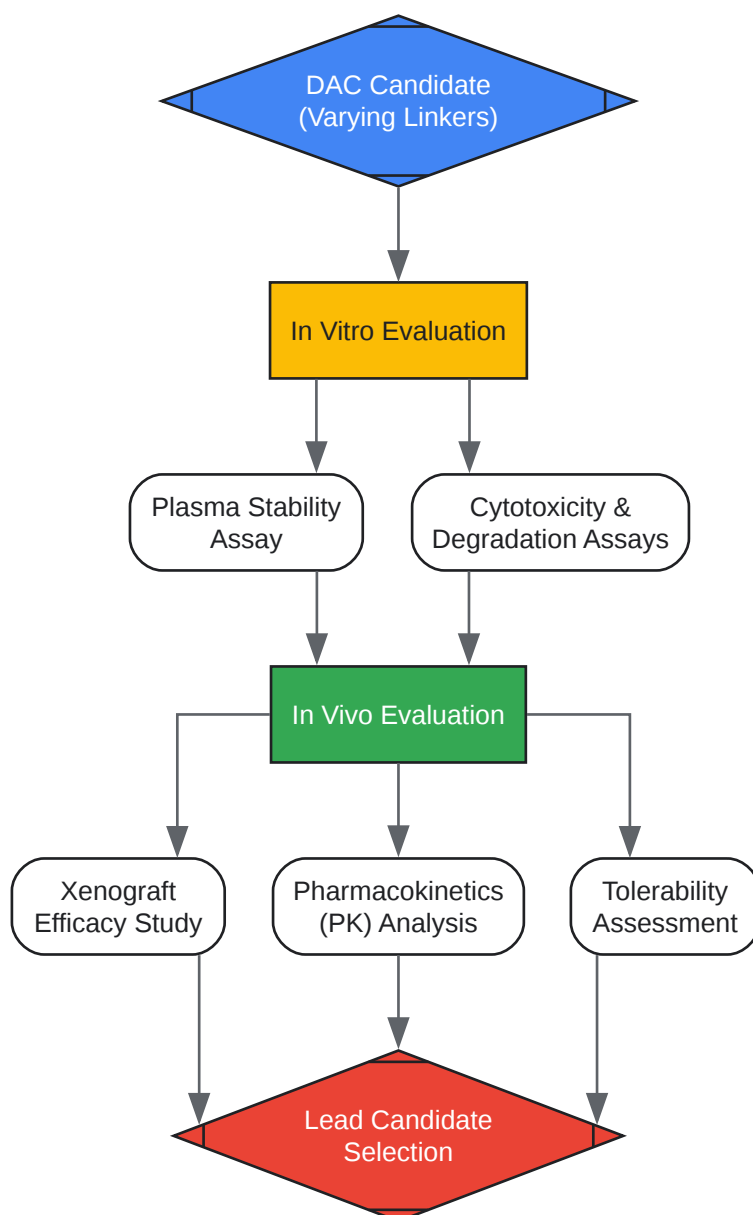 DAC Candidate
(Varying Linkers)
In Vitro Evaluation
Plasma Stability
Assay
Cytotoxicity &
Degradation Assays
In Vivo Evaluation
Xenograft
Efficacy Study
Pharmacokinetics
(PK) Analysis
Tolerability
Assessment
Lead Candidate
Selection